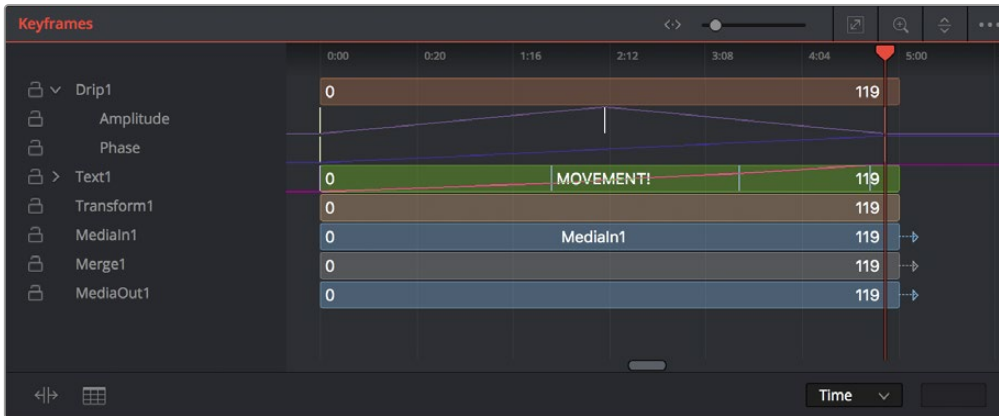 Keyframes
0:00 0:20 1:16 2:12 3:08 4:04 5:00
Drip1 0 119
Amplitude
Phase
Text1 0 MOVEMENT! 119
Transform1 0 119
MediaIn1 0 MediaIn1 119
Merge1 0 119
MediaOut1 0 119
Time